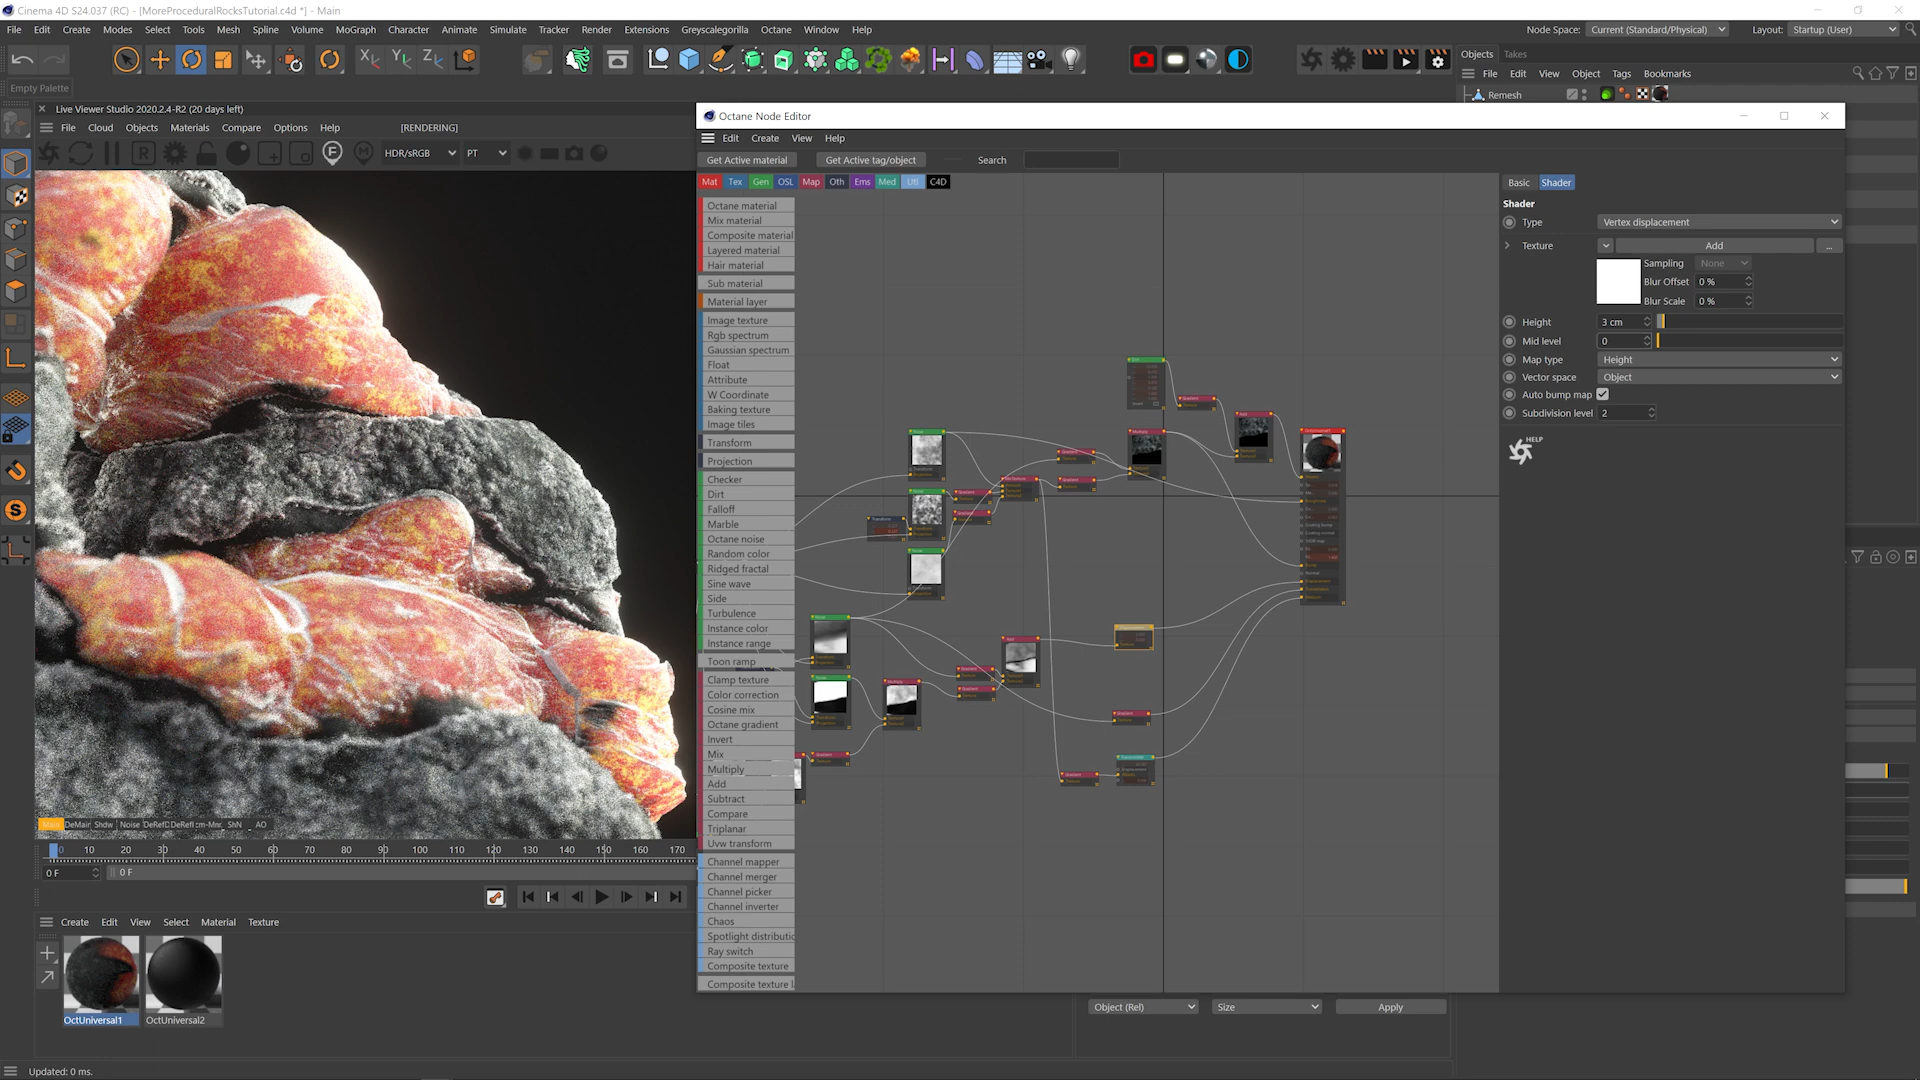 Cinema 4D S24.037 (RC) - [MoreProceduralRocksTutorial.c4d *] - Main
File Edit Create Modes Select Tools Mesh Spline Volume MoGraph Character Animate Simulate Tracker Render Extensions Greyscalegorilla Octane Window Help Node Space: Current (Standard/Physical) Layout: Startup (User)
Objects Takes
File Edit View Object Tags Bookmarks
Empty Palette
Remesh
Live Viewer Studio 2020.2.4-R2 (20 days left)
File Cloud Objects Materials Compare Options Help [RENDERING]
HDR/sRGB PT
Octane Node Editor
Edit Create View Help
Get Active material Get Active tag/object Search
Mat Tex Gen OSL Map Oth Ems Med Utl C4D
Octane material
Mix material
Composite material
Layered material
Hair material
Sub material
Material layer
Image texture
Rgb spectrum
Gaussian spectrum
Float
Attribute
W Coordinate
Baking texture
Image tiles
Transform
Projection
Checker
Dirt
Falloff
Marble
Octane noise
Random color
Ridged fractal
Sine wave
Side
Turbulence
Instance color
Instance range
Toon ramp
Clamp texture
Color correction
Cosine mix
Octane gradient
Invert
Mix
Multiply
Add
Subtract
Compare
Triplanar
Uvw transform
Channel mapper
Channel merger
Channel picker
Channel inverter
Chaos
Spotlight distributio
Ray switch
Composite texture
Composite texture l
Basic Shader
Shader
Type Vertex displacement
Texture Add ...
Sampling None
Blur Offset 0 %
Blur Scale 0 %
Height 3 cm
Mid level 0
Map type Height
Vector space Object
Auto bump map
Subdivision level 2
HELP
Main DeMain Shdw Noise ShN AO
0 10 20 30 40 50 60 70 80 90 100 110 120 130 140 150 160 170
0 F 0 F
Create Edit View Select Material Texture
OctUniversal1 OctUniversal2
Object (Rel) Size Apply
Updated: 0 ms.